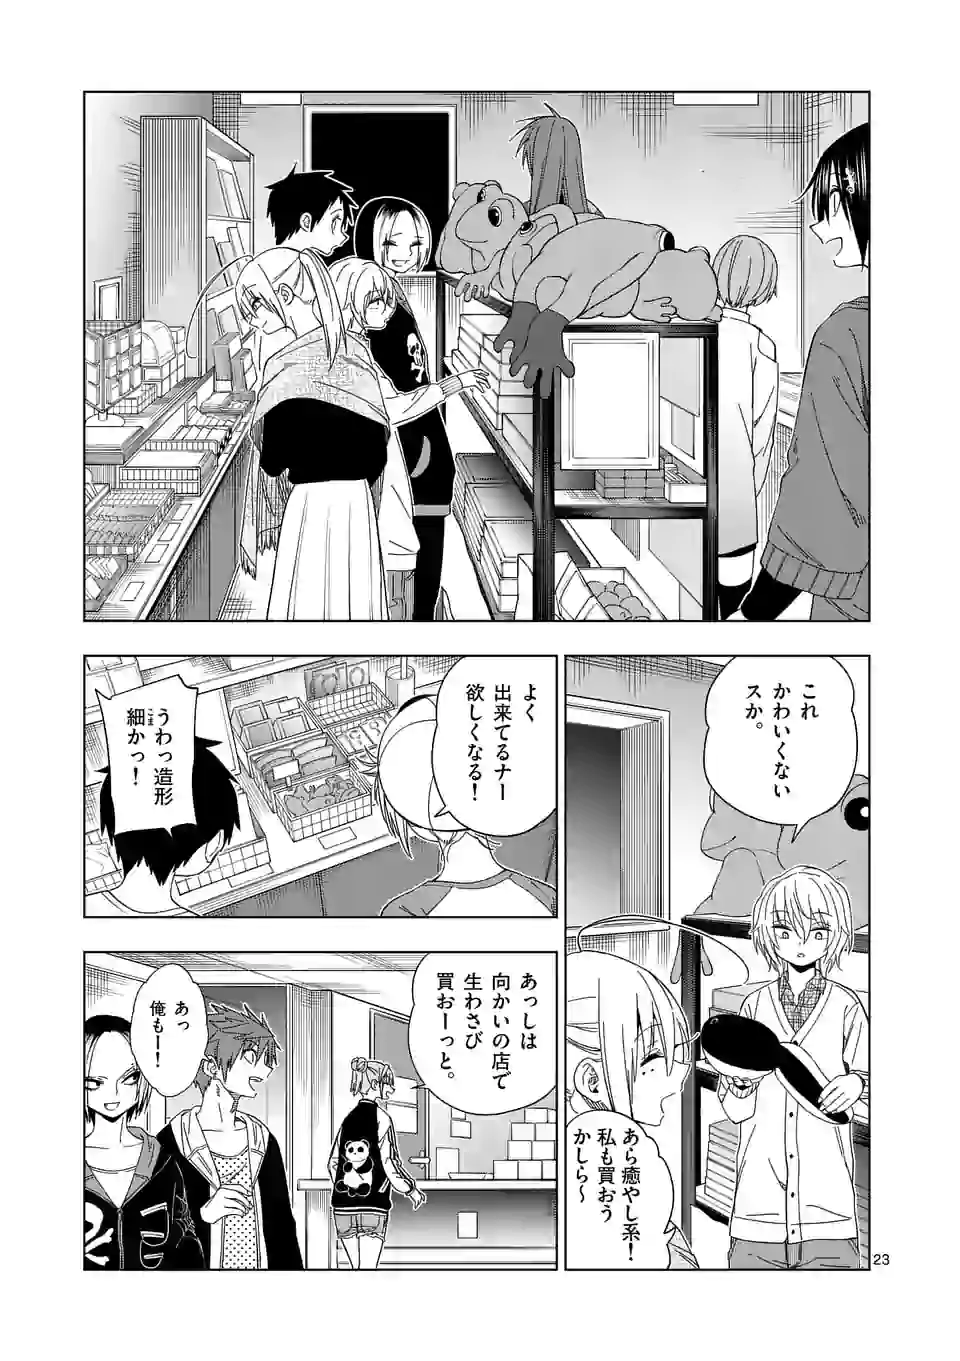 これ
かわいくない
スか。
あら癒やし系！
私も買おう
かしら〜
よく
出来てるナー
欲しくなる！
うわっ造形
細かっ！
こま
あっしは
向かいの店で
生わさび
買おーっと。
あっ
俺も！ー
23